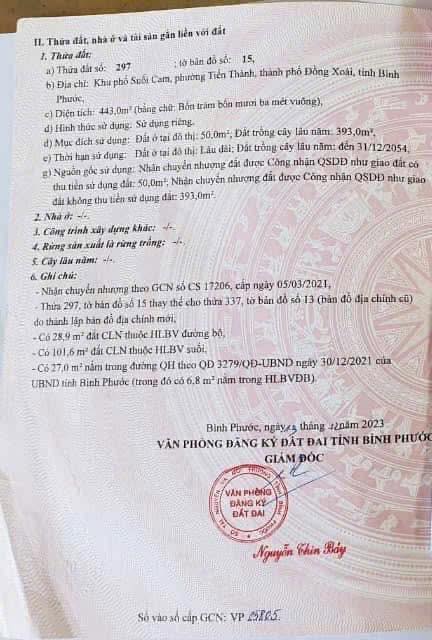 II. Thửa đất, nhà ở và tài sản gắn liền với đất
1. Thửa đất:
a) Thửa đất số: 297 ; tờ bản đồ số: 15,
b) Địa chỉ: Khu phố Suối Cam, phường Tiến Thành, thành phố Đồng Xoài, tỉnh Bình
Phước,
c) Diện tích: 443,0m² (bằng chữ: Bốn trăm bốn mươi ba mét vuông),
d) Hình thức sử dụng: Sử dụng riêng.
đ) Mục đích sử dụng: Đất ở tại đô thị: 50,0m²; Đất trồng cây lâu năm: 393,0m²,
e) Thời hạn sử dụng: Đất ở tại đô thị: Lâu dài; Đất trồng cây lâu năm: đến 31/12/2054,
g) Nguồn gốc sử dụng: Nhận chuyển nhượng đất được Công nhận QSDĐ như giao đất có
thu tiền sử dụng đất: 50,0m²; Nhận chuyển nhượng đất được Công nhận QSDĐ như giao
đất không thu tiền sử dụng đất: 393,0m².
2. Nhà ở: -/-.
3. Công trình xây dựng khác: -/-.
4. Rừng sản xuất là rừng trồng: -/-.
5. Cây lâu năm: -/-.
6. Ghi chú:
- Nhận chuyển nhượng theo GCN số CS 17206, cấp ngày 05/03/2021,
- Thửa 297, tờ bản đồ số 15 thay thế cho thửa 337, tờ bản đồ số 13 (bản đồ địa chính cũ)
do thành lập bản đồ địa chính mới,
- Có 28,9 m² đất CLN thuộc HLBV đường bộ,
- Có 101,6 m² đất CLN thuộc HLBV suối,
- Có 27,0 m² nằm trong đường QH theo QĐ 3279/QĐ-UBND ngày 30/12/2021 của
UBND tỉnh Bình Phước (trong đó có 6,8 m² nằm trong HLBVĐB).
Bình Phước, ngày tháng 12 năm 2023
VĂN PHÒNG ĐĂNG KÝ ĐẤT ĐAI TỈNH BÌNH PHƯỚC
GIÁM ĐỐC
SỞ TÀI NGUYÊN VÀ MÔI TRƯỜNG TỈNH BÌNH PHƯỚC
VĂN PHÒNG
ĐĂNG KÝ
ĐẤT ĐAI
Nguyễn Thìn Bảy
Số vào sổ cấp GCN: VP 25805.